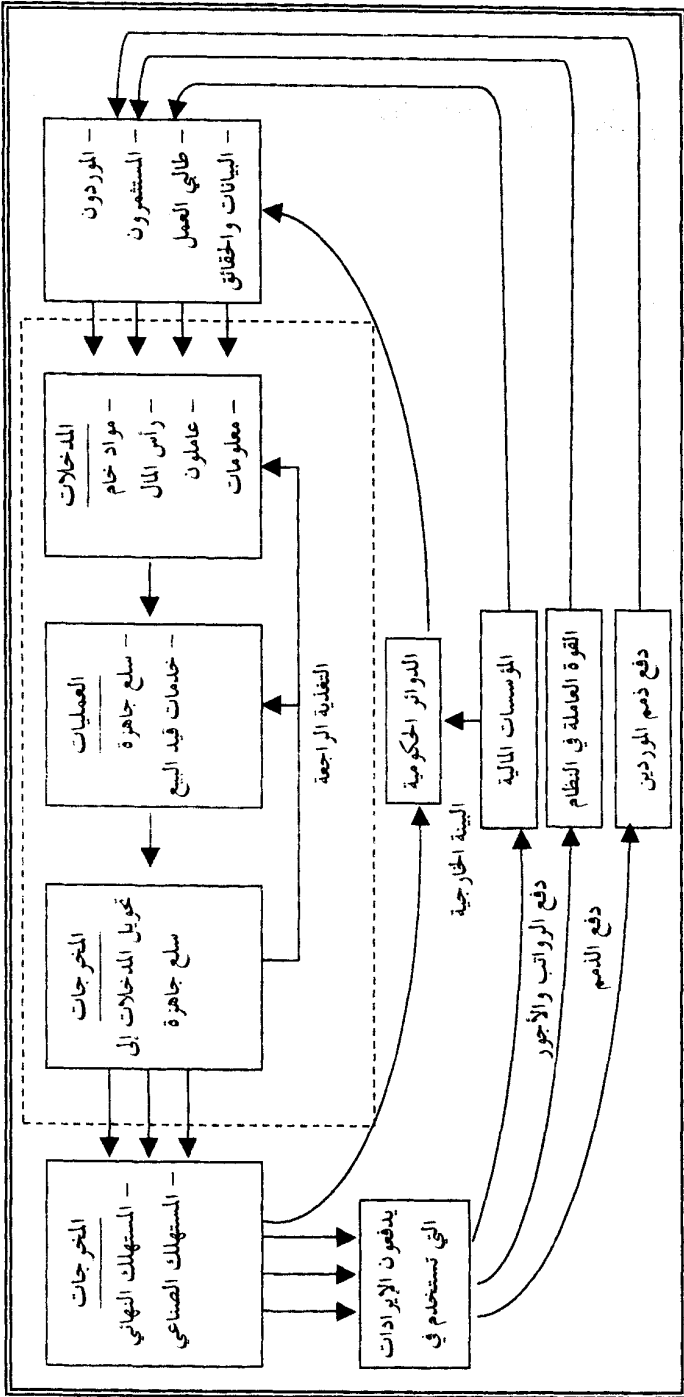 - الموردون
- المستثمرون
- طالبي العمل
- البيانات والحقائق
المدخلات
- مواد خام
- رأس المال
- عاملون
- معلومات
العمليات
- سلع جاهزة
- خدمات قيد البيع
المخرجات
تحويل المدخلات إلى
سلع جاهزة
التغذية الراجعة
المخرجات
- المستهلك النهائي
- المستهلك الصناعي
يدفعون الإيرادات
التي تستخدم في
الدوائر الحكومية
البيئة الخارجية
المؤسسات المالية
القوة العاملة في النظام
دفع ذمم الموردين
دفع الرواتب والأجور
دفع الذمم